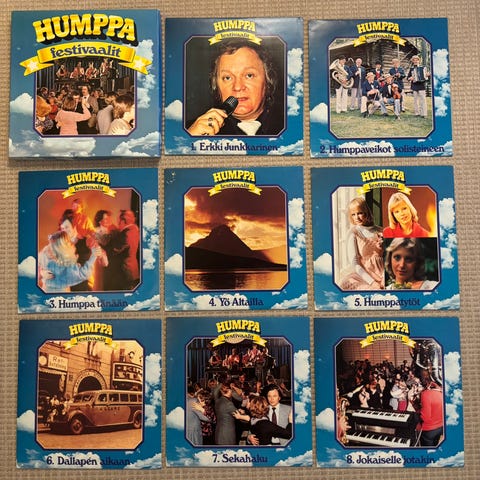 HUMPPA
festivaalit
HUMPPA
festivaalit
1. Erkki Junkkarinen
HUMPPA
festivaalit
2. Humppaveikot solisteineen
HUMPPA
festivaalit
3. Humppa tänään
HUMPPA
festivaalit
4. Yö Altailla
HUMPPA
festivaalit
5. Humppatytöt
HUMPPA
festivaalit
6. Dallapén aikaan
HUMPPA
festivaalit
7. Sekahaku
HUMPPA
festivaalit
8. Jokaiselle jotakin